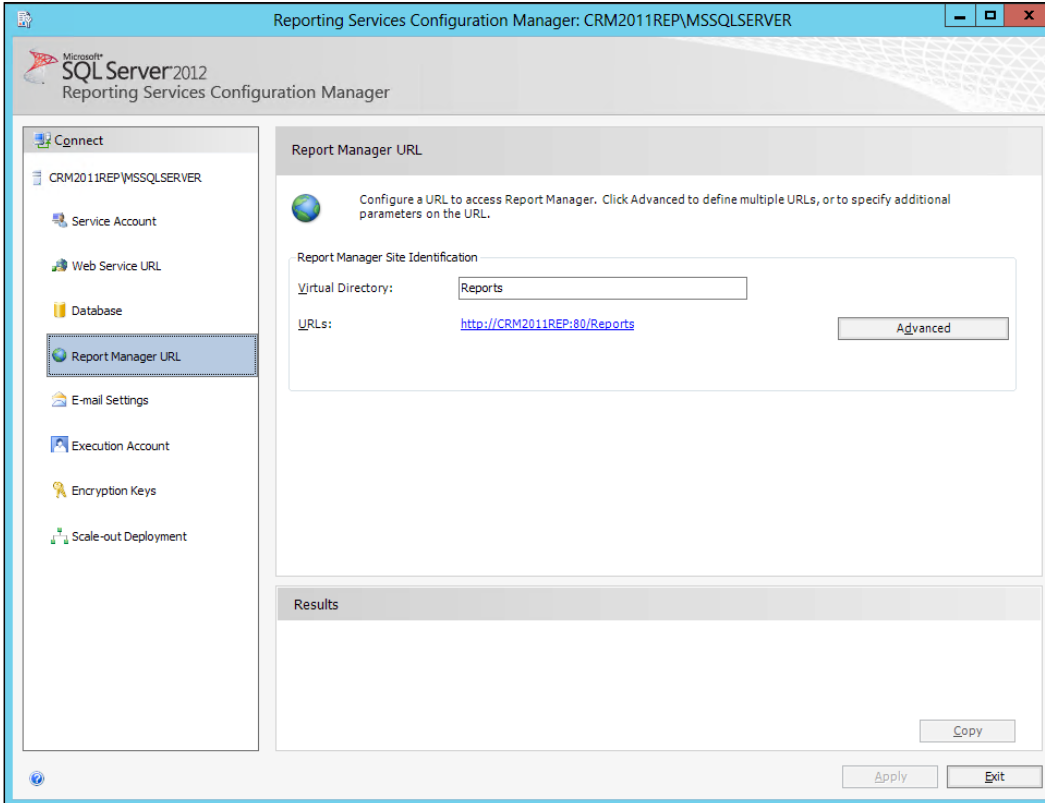 Reporting Services Configuration Manager: CRM2011REP\MSSQLSERVER
Microsoft®
SQL Server 2012
Reporting Services Configuration Manager
Connect
CRM2011REP\MSSQLSERVER
Service Account
Web Service URL
Database
Report Manager URL
E-mail Settings
Execution Account
Encryption Keys
Scale-out Deployment
Report Manager URL
Configure a URL to access Report Manager. Click Advanced to define multiple URLs, or to specify additional
parameters on the URL.
Report Manager Site Identification
Virtual Directory: Reports
URLs: http://CRM2011REP:80/Reports
Advanced
Results
Copy
Apply Exit